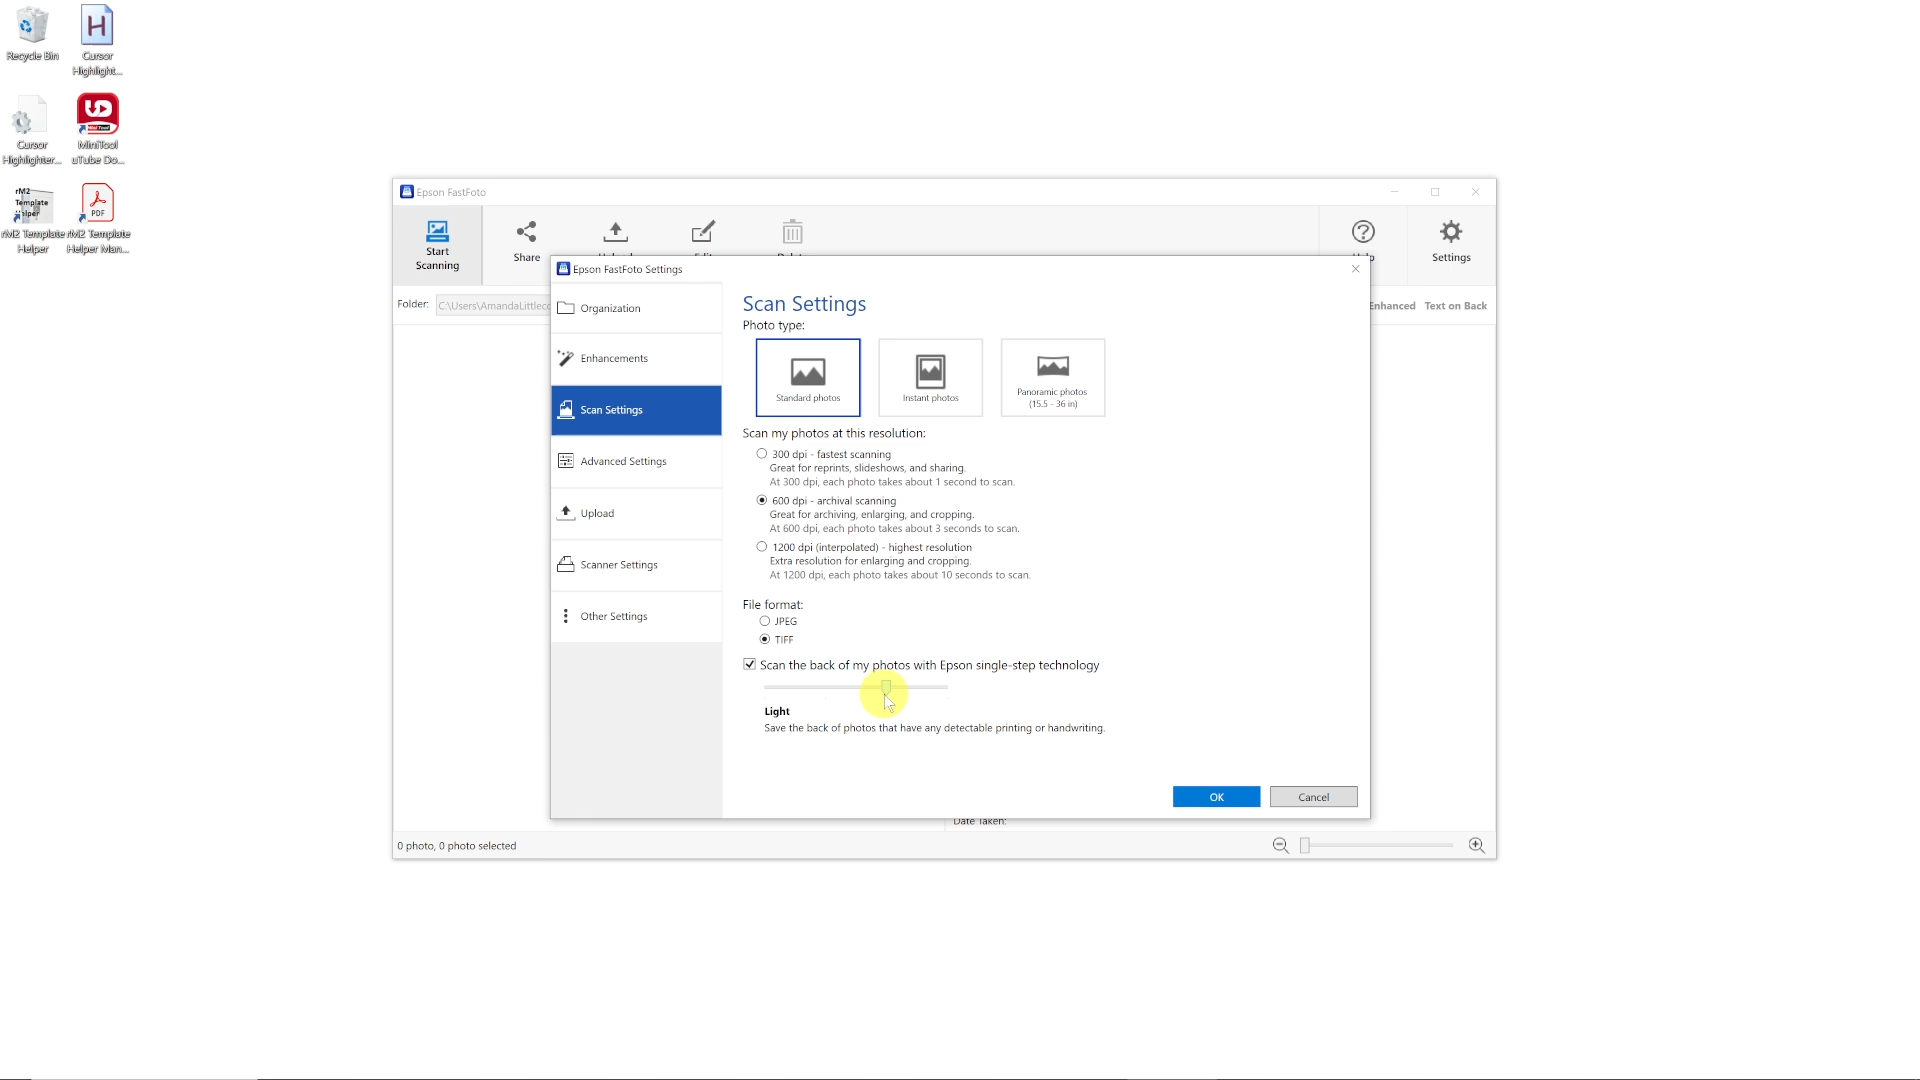 Recycle Bin
Cursor
Highlight...
Cursor
Highlighter...
MiniTool
uTube Do...
rM2
Template
Helper
rM2 Template
Helper
PDF
rM2 Template
Helper Man...
Epson FastFoto
Start
Scanning
Share
Settings
Folder:
C:\Users\AmandaLittlec
Enhanced
Text on Back
Epson FastFoto Settings
Organization
Enhancements
Scan Settings
Advanced Settings
Upload
Scanner Settings
Other Settings
Scan Settings
Photo type:
Standard photos
Instant photos
Panoramic photos
(15.5 - 36 in)
Scan my photos at this resolution:
300 dpi - fastest scanning
Great for reprints, slideshows, and sharing.
At 300 dpi, each photo takes about 1 second to scan.
600 dpi - archival scanning
Great for archiving, enlarging, and cropping.
At 600 dpi, each photo takes about 3 seconds to scan.
1200 dpi (interpolated) - highest resolution
Extra resolution for enlarging and cropping.
At 1200 dpi, each photo takes about 10 seconds to scan.
File format:
JPEG
TIFF
Scan the back of my photos with Epson single-step technology
Light
Save the back of photos that have any detectable printing or handwriting.
OK
Cancel
Date Taken:
0 photo, 0 photo selected